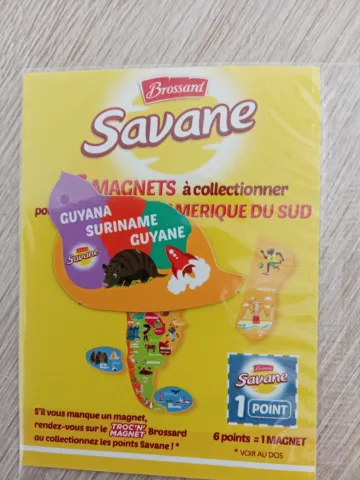 Brossard
Savane
MAGNETS à collectionner
MERIQUE DU SUD
GUYANA
SURINAME
GUYANE
Savane
Brossard
Savane
1 POINT
S'il vous manque un magnet,
rendez-vous sur le TROC'N' MAGNET Brossard
ou collectionnez les points Savane ! *
6 points = 1 MAGNET
* VOIR AU DOS